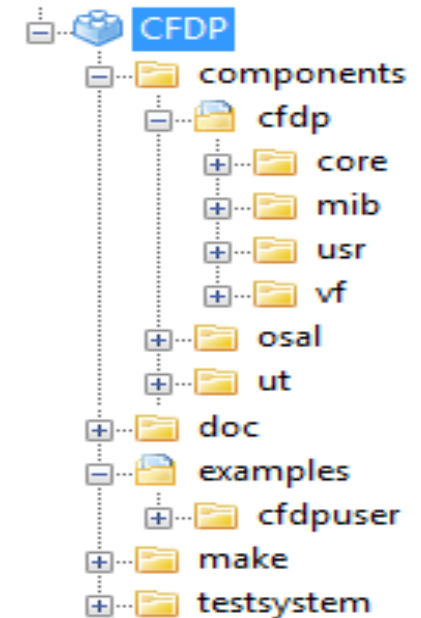 CFDP
components
cfdp
core
mib
usr
vf
osal
ut
doc
examples
cfdpuser
make
testsystem